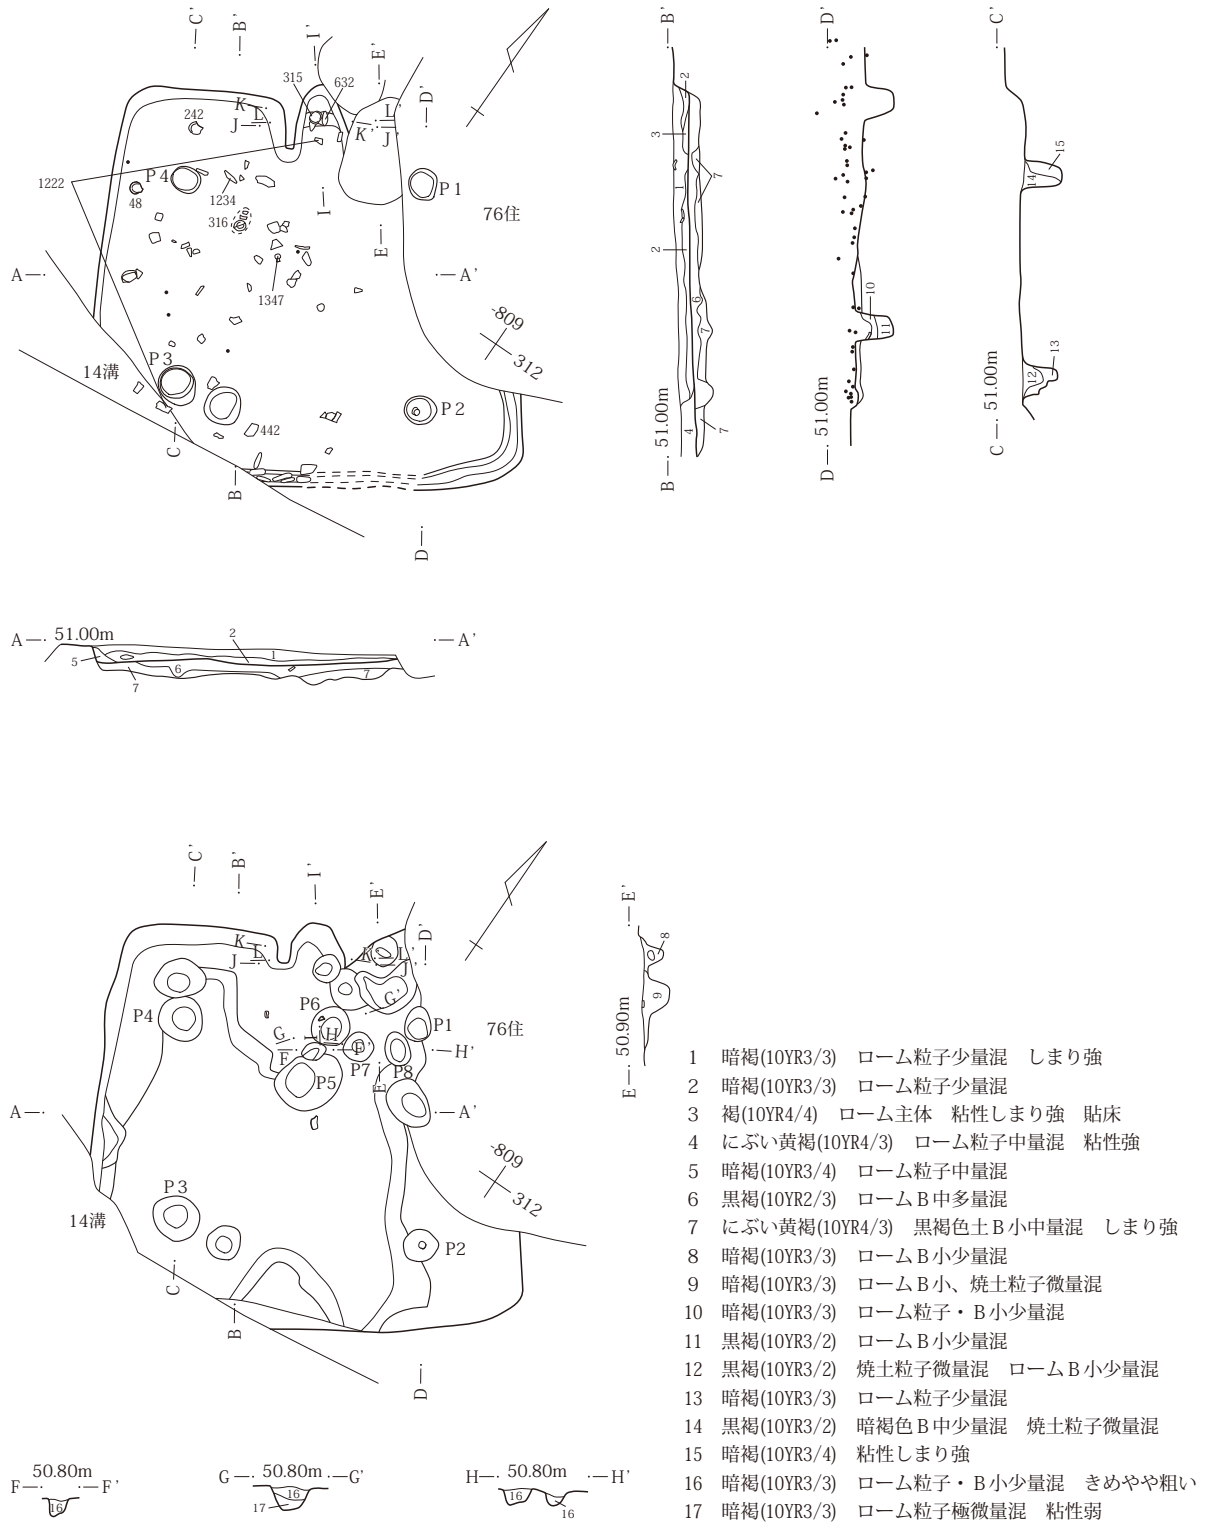 C'
B'
I'
E'
D'
315
632
242
K
L
J
L'
K'
J'
P4
P1
1222
48
1234
316
I
76住
E
A
A'
1347
-809
312
P3
14溝
P2
442
C
B
D
B'
2
3
1
7
2
6
7
4
7
B 51.00m
D'
10
11
D 51.00m
C'
15
14
13
12
C 51.00m
A 51.00m
2
A'
5
1
6
7
7
C'
B'
I'
E'
D'
K
L
J
K'
L'
J'
G'
P4
P6
P1
76住
G
I
H
F
F'
H'
P7
P8
P5
E
A
A'
-809
312
P3
14溝
P2
C
B
D
E'
8
9
E 50.90m
1 暗褐(10YR3/3) ローム粒子少量混 しまり強
2 暗褐(10YR3/3) ローム粒子少量混
3 褐(10YR4/4) ローム主体 粘性しまり強 貼床
4 にぶい黄褐(10YR4/3) ローム粒子中量混 粘性強
5 暗褐(10YR3/4) ローム粒子中量混
6 黒褐(10YR2/3) ロームB中多量混
7 にぶい黄褐(10YR4/3) 黒褐色土B小中量混 しまり強
8 暗褐(10YR3/3) ロームB小少量混
9 暗褐(10YR3/3) ロームB小、焼土粒子微量混
10 暗褐(10YR3/3) ローム粒子・B小少量混
11 黒褐(10YR3/2) ロームB小少量混
12 黒褐(10YR3/2) 焼土粒子微量混 ロームB小少量混
13 暗褐(10YR3/3) ローム粒子少量混
14 黒褐(10YR3/2) 暗褐色B中少量混 焼土粒子微量混
15 暗褐(10YR3/4) 粘性しまり強
16 暗褐(10YR3/3) ローム粒子・B小少量混 きめやや粗い
17 暗褐(10YR3/3) ローム粒子極微量混 粘性弱
F 50.80m F'
16
G 50.80m G'
16
17
H 50.80m H'
16
16